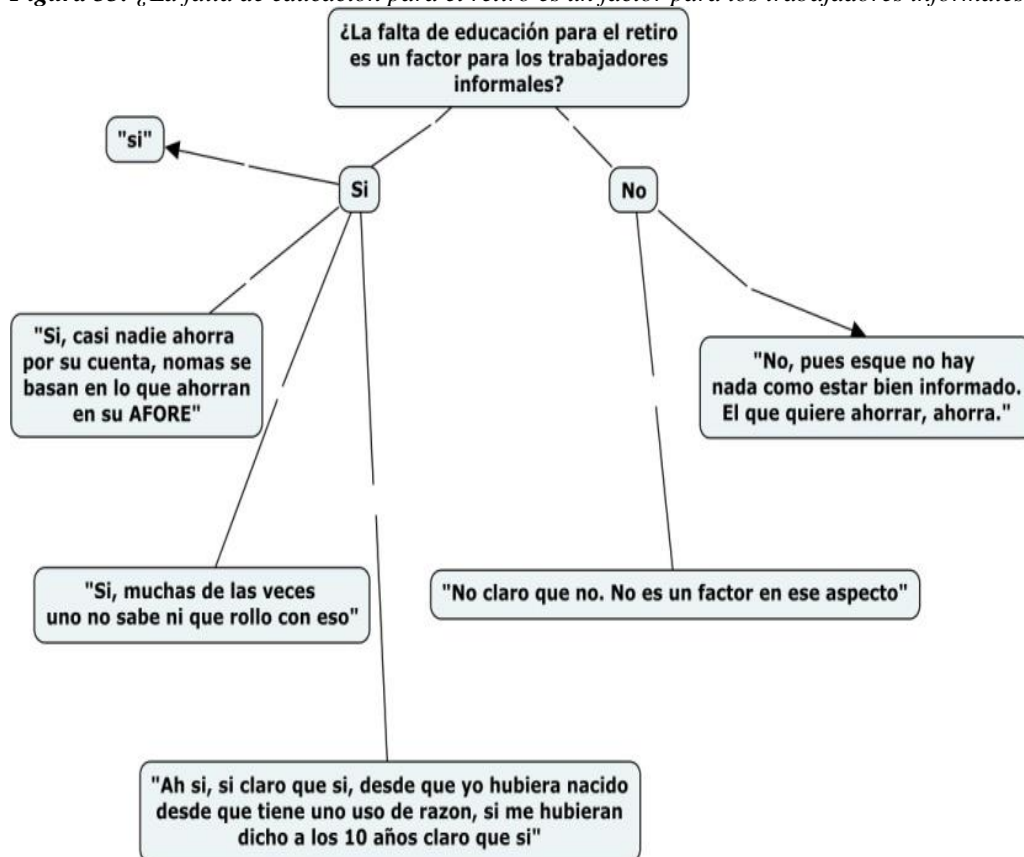 ¿La falta de educación para el retiro
es un factor para los trabajadores
informales?
"si"
Si
No
"Si, casi nadie ahorra
por su cuenta, nomas se
basan en lo que ahorran
en su AFORE"
"No, pues esque no hay
nada como estar bien informado.
El que quiere ahorrar, ahorra."
"Si, muchas de las veces
uno no sabe ni que rollo con eso"
"No claro que no. No es un factor en ese aspecto"
"Ah si, si claro que si, desde que yo hubiera nacido
desde que tiene uno uso de razon, si me hubieran
dicho a los 10 años claro que si"